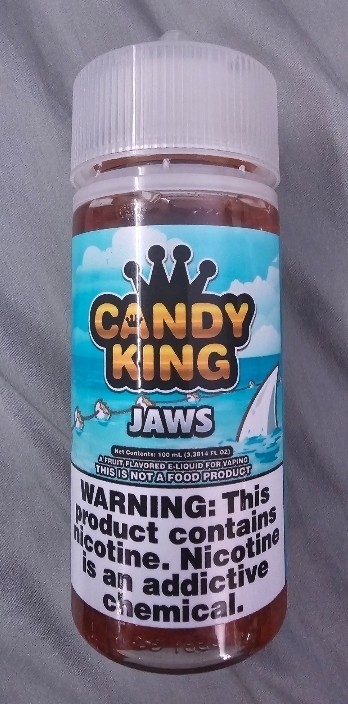 CANDY
KING
JAWS
Net Contents: 100 mL (3.3814 FL OZ)
A FRUIT FLAVORED E-LIQUID FOR VAPING
THIS IS NOT A FOOD PRODUCT
WARNING: This
product contains
nicotine. Nicotine
is an addictive
chemical.